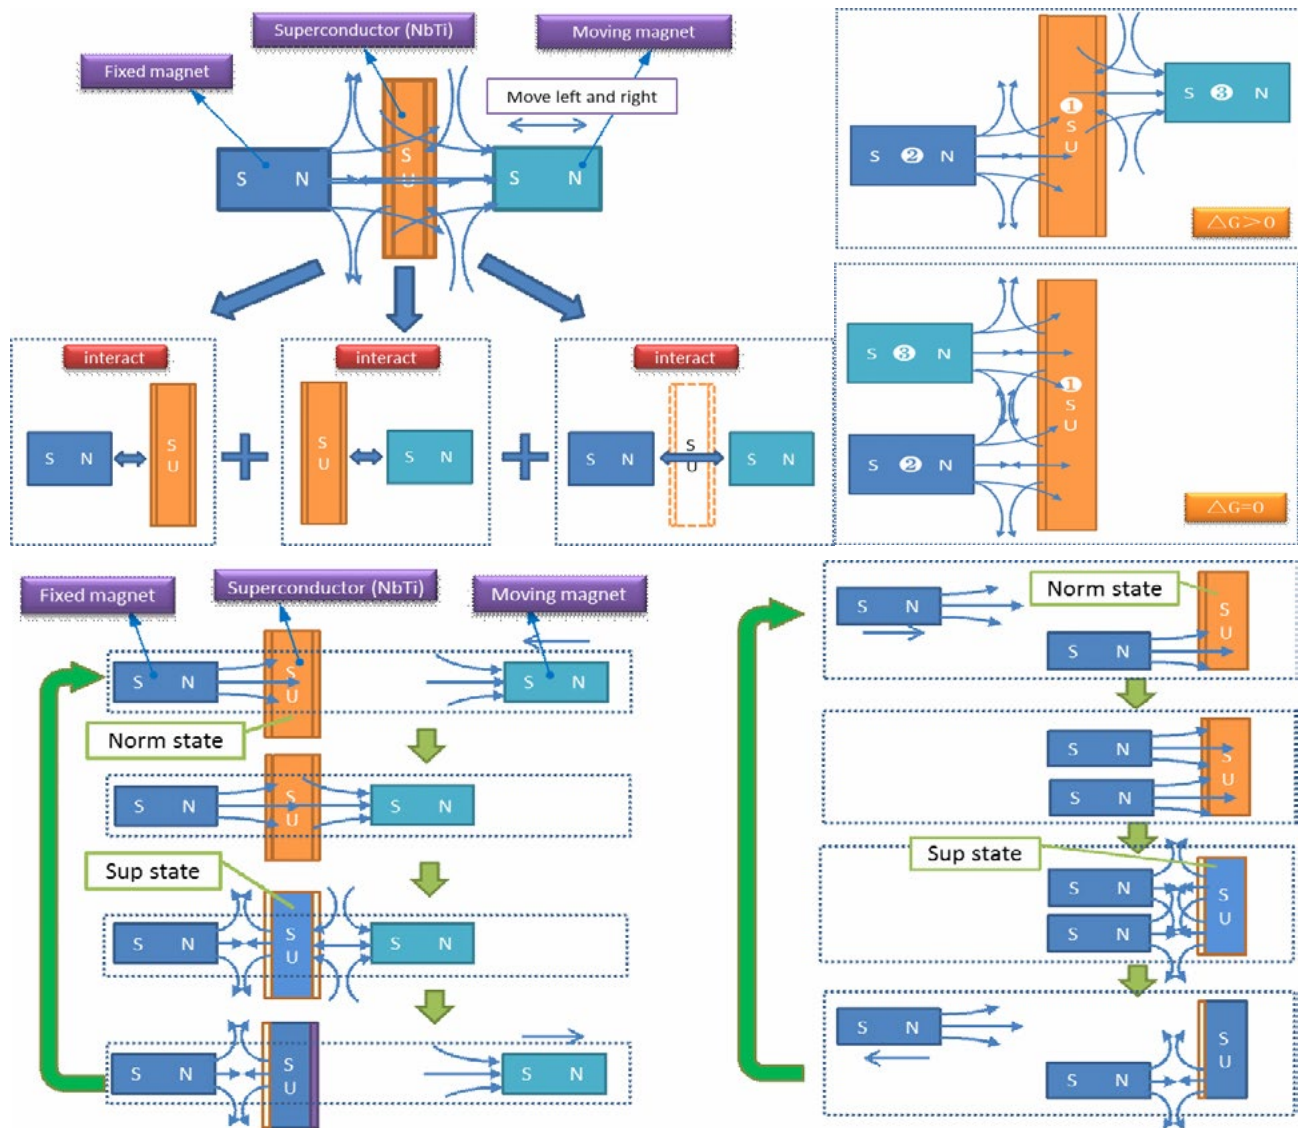 Superconductor (NbTi)
Moving magnet
Fixed magnet
Move left and right
S N
S
U
S N
interact
S N
S
U
interact
S
U
S N
interact
S N
S
U
S N
❶
S
U
S ❸ N
S ❷ N
△G>0
S ❸ N
❶
S
U
S ❷ N
△G=0
Fixed magnet
Superconductor (NbTi)
Moving magnet
S N
S
U
S N
Norm state
S N
S
U
S N
Sup state
S N
S
U
S N
S N
S
U
S N
S N
Norm state
S
U
S N
S N
S
U
S N
Sup state
S N
S
U
S N
S N
S
U
S N